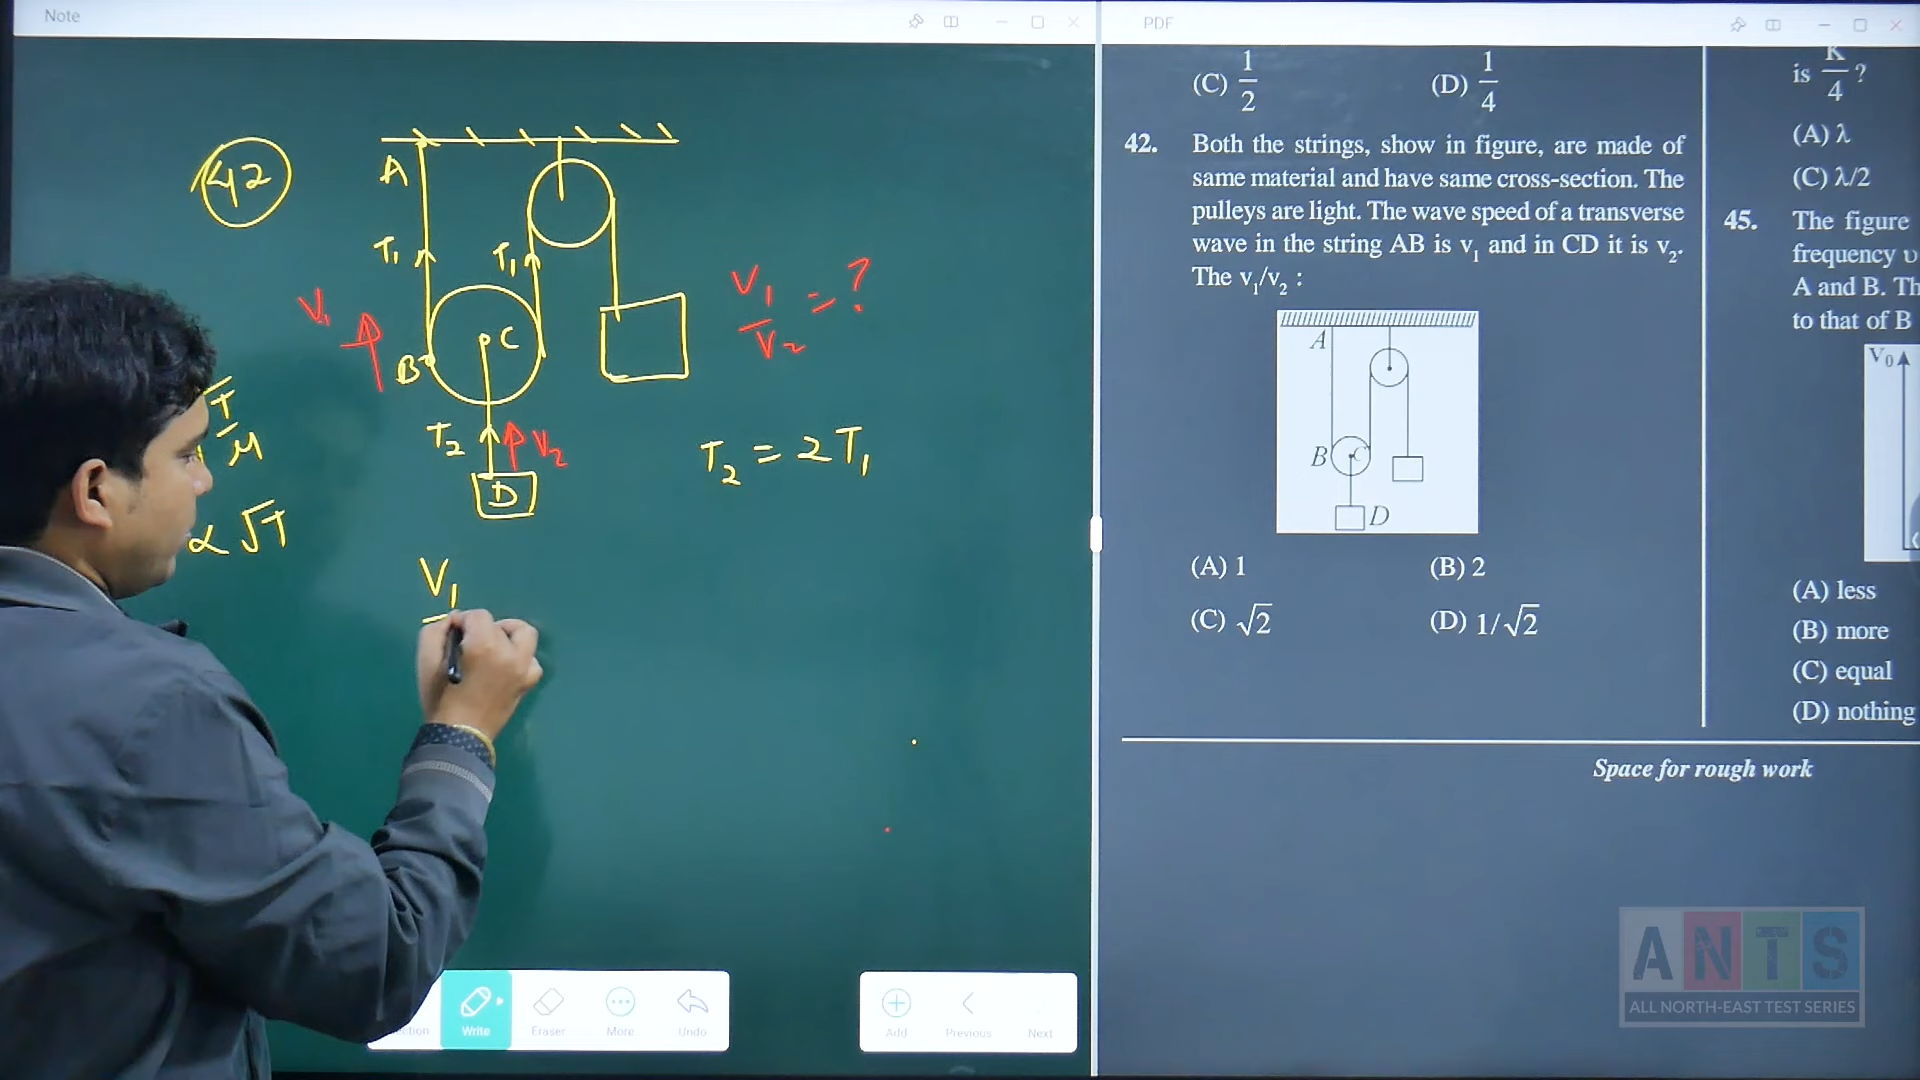 Note
42
A
T₁
T₁
V₁
B
C
T₂
V₂
D
V₁/V₂ = ?
T₂ = 2T₁
T/μ
∝ √T
V₁
ction
Write
Eraser
More
Undo
Add
Previous
Next
PDF
(C) 1/2 (D) 1/4
42. Both the strings, show in figure, are made of
same material and have same cross-section. The
pulleys are light. The wave speed of a transverse
wave in the string AB is v₁ and in CD it is v₂.
The v₁/v₂ :
A
B
C
D
(A) 1 (B) 2
(C) √2 (D) 1/√2
is K/4 ?
(A) λ
(C) λ/2
45. The figure
frequency υ
A and B. Th
to that of B
V₀
(A) less
(B) more
(C) equal
(D) nothing
Space for rough work
ANTS
ALL NORTH-EAST TEST SERIES